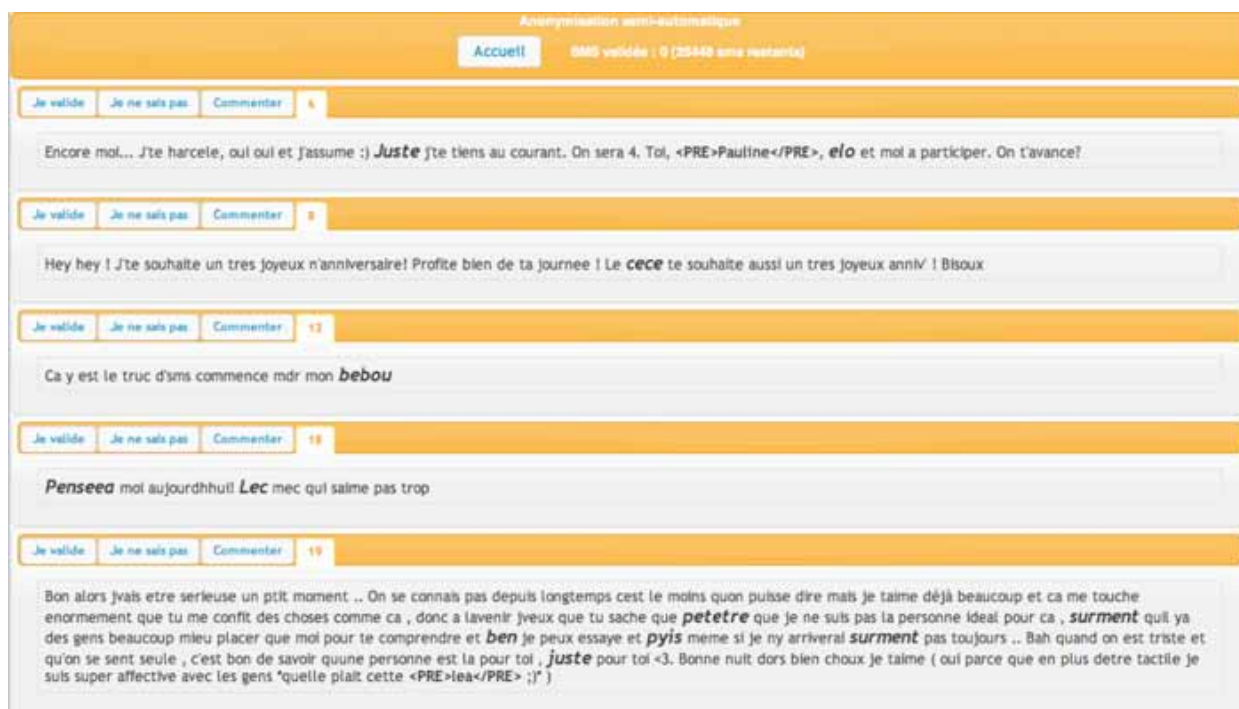 Anonymisation semi-automatique
Accueil SMS validés : 0 (28448 sms restants)
Je valide Je ne sais pas Commenter 4
Encore moi... J'te harcele, oui oui et j'assume :) Juste j'te tiens au courant. On sera 4. Toi, <PRE>Pauline</PRE>, elo et moi a participer. On t'avance?
Je valide Je ne sais pas Commenter 8
Hey hey ! J'te souhaite un tres joyeux n'anniversaire! Profite bien de ta journee ! Le cece te souhaite aussi un tres joyeux anniv' ! Bisoux
Je valide Je ne sais pas Commenter 12
Ca y est le truc d'sms commence mdr mon bebou
Je valide Je ne sais pas Commenter 18
Penseea moi aujourdhhui! Lec mec qui saime pas trop
Je valide Je ne sais pas Commenter 19
Bon alors jvais etre serieuse un ptit moment .. On se connais pas depuis longtemps cest le moins quon puisse dire mais je taime déjà beaucoup et ca me touche
enormement que tu me confit des choses comme ca , donc a lavenir jveux que tu sache que petetre que je ne suis pas la personne ideal pour ca , surment quil ya
des gens beaucoup mieu placer que moi pour te comprendre et ben je peux essaye et pyis meme si je ny arriverai surment pas toujours .. Bah quand on est triste et
qu'on se sent seule , c'est bon de savoir quune personne est la pour toi , juste pour toi <3. Bonne nuit dors bien choux je taime ( oui parce que en plus detre tactile je
suis super affective avec les gens "quelle plait cette <PRE>lea</PRE> ;)" )